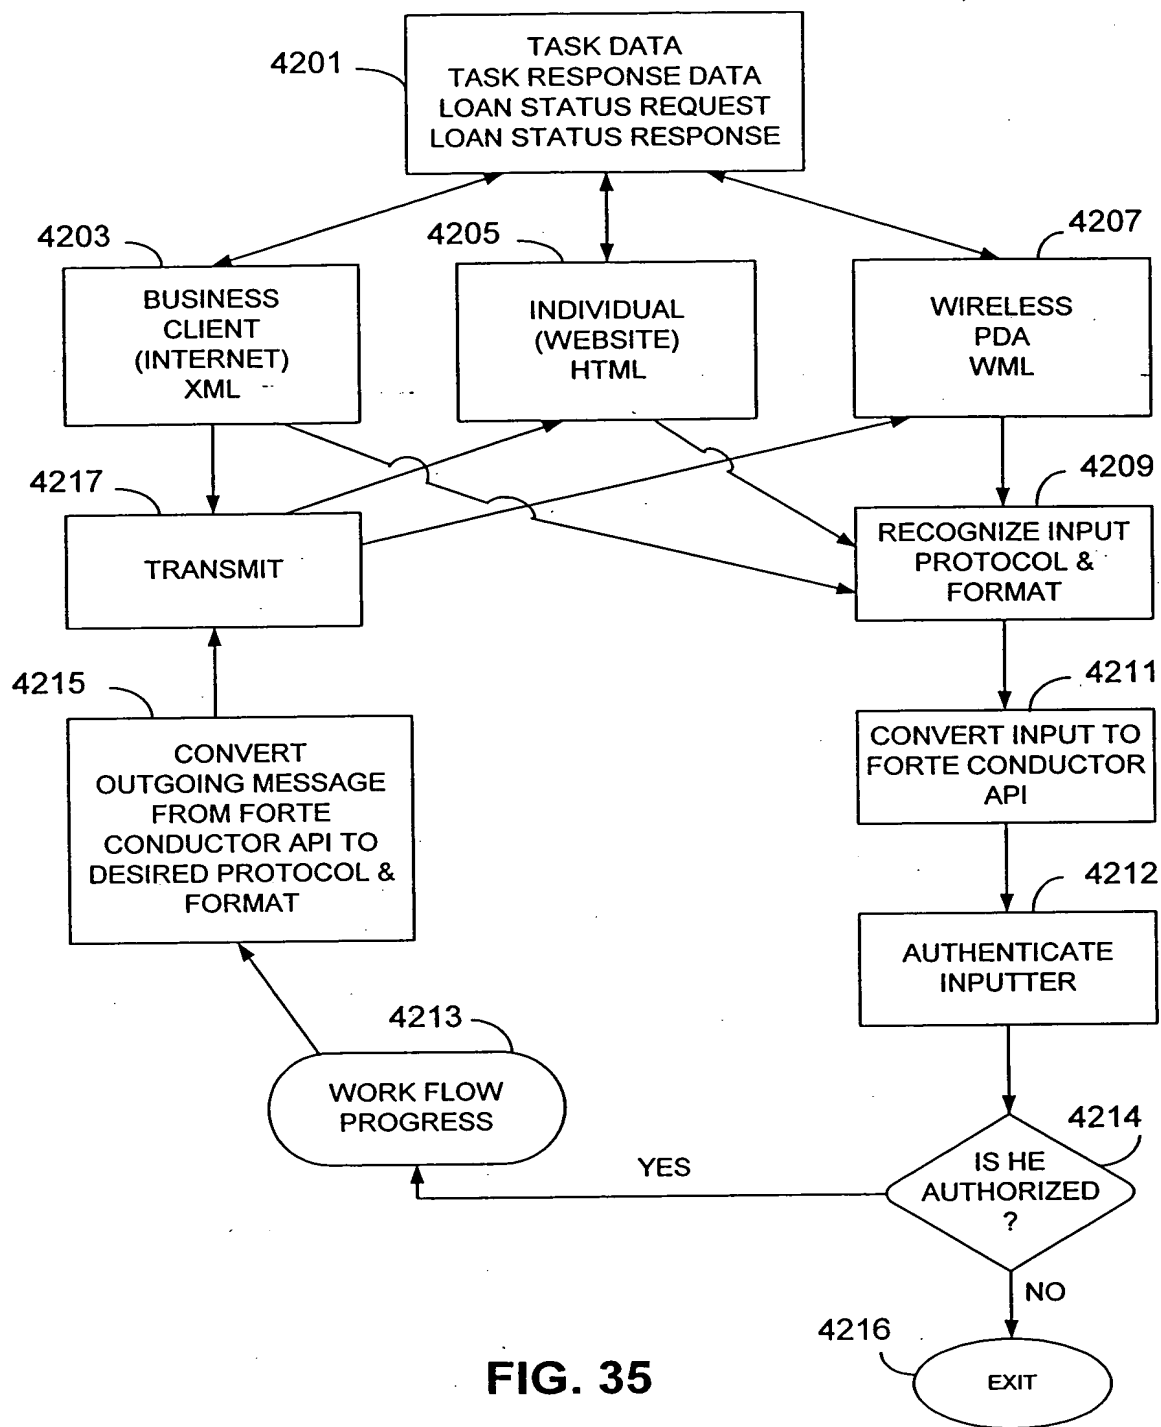 4201
TASK DATA
TASK RESPONSE DATA
LOAN STATUS REQUEST
LOAN STATUS RESPONSE
4203
4205
4207
BUSINESS
CLIENT
(INTERNET)
XML
INDIVIDUAL
(WEBSITE)
HTML
WIRELESS
PDA
WML
4217
4209
TRANSMIT
RECOGNIZE INPUT
PROTOCOL &
FORMAT
4215
4211
CONVERT
OUTGOING MESSAGE
FROM FORTE
CONDUCTOR API TO
DESIRED PROTOCOL &
FORMAT
CONVERT INPUT TO
FORTE CONDUCTOR
API
4212
AUTHENTICATE
INPUTTER
4213
WORK FLOW
PROGRESS
4214
IS HE
AUTHORIZED
?
YES
NO
4216
EXIT
FIG. 35